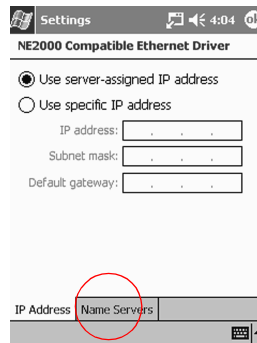 Settings 4:04 ok
NE2000 Compatible Ethernet Driver
Use server-assigned IP address
Use specific IP address
IP address: . . .
Subnet mask: . . .
Default gateway: . . .
IP Address Name Servers